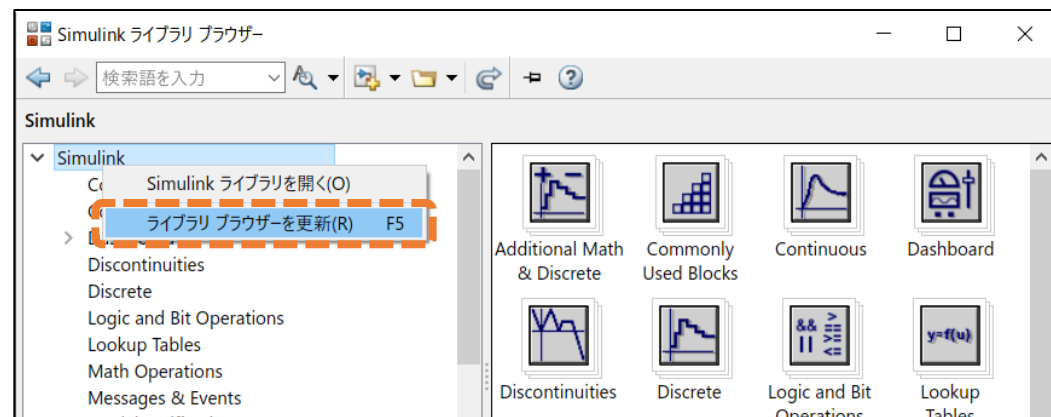 Simulink ライブラリ ブラウザー
検索語を入力
Simulink
Simulink
Simulink ライブラリを開く(O)
ライブラリ ブラウザーを更新(R) F5
Discontinuities
Discrete
Logic and Bit Operations
Lookup Tables
Math Operations
Messages & Events
Additional Math
& Discrete
Commonly
Used Blocks
Continuous
Dashboard
Discontinuities
Discrete
&& >
|| ==
>=
<=
Logic and Bit
Operations
y=f(u)
Lookup
Tables